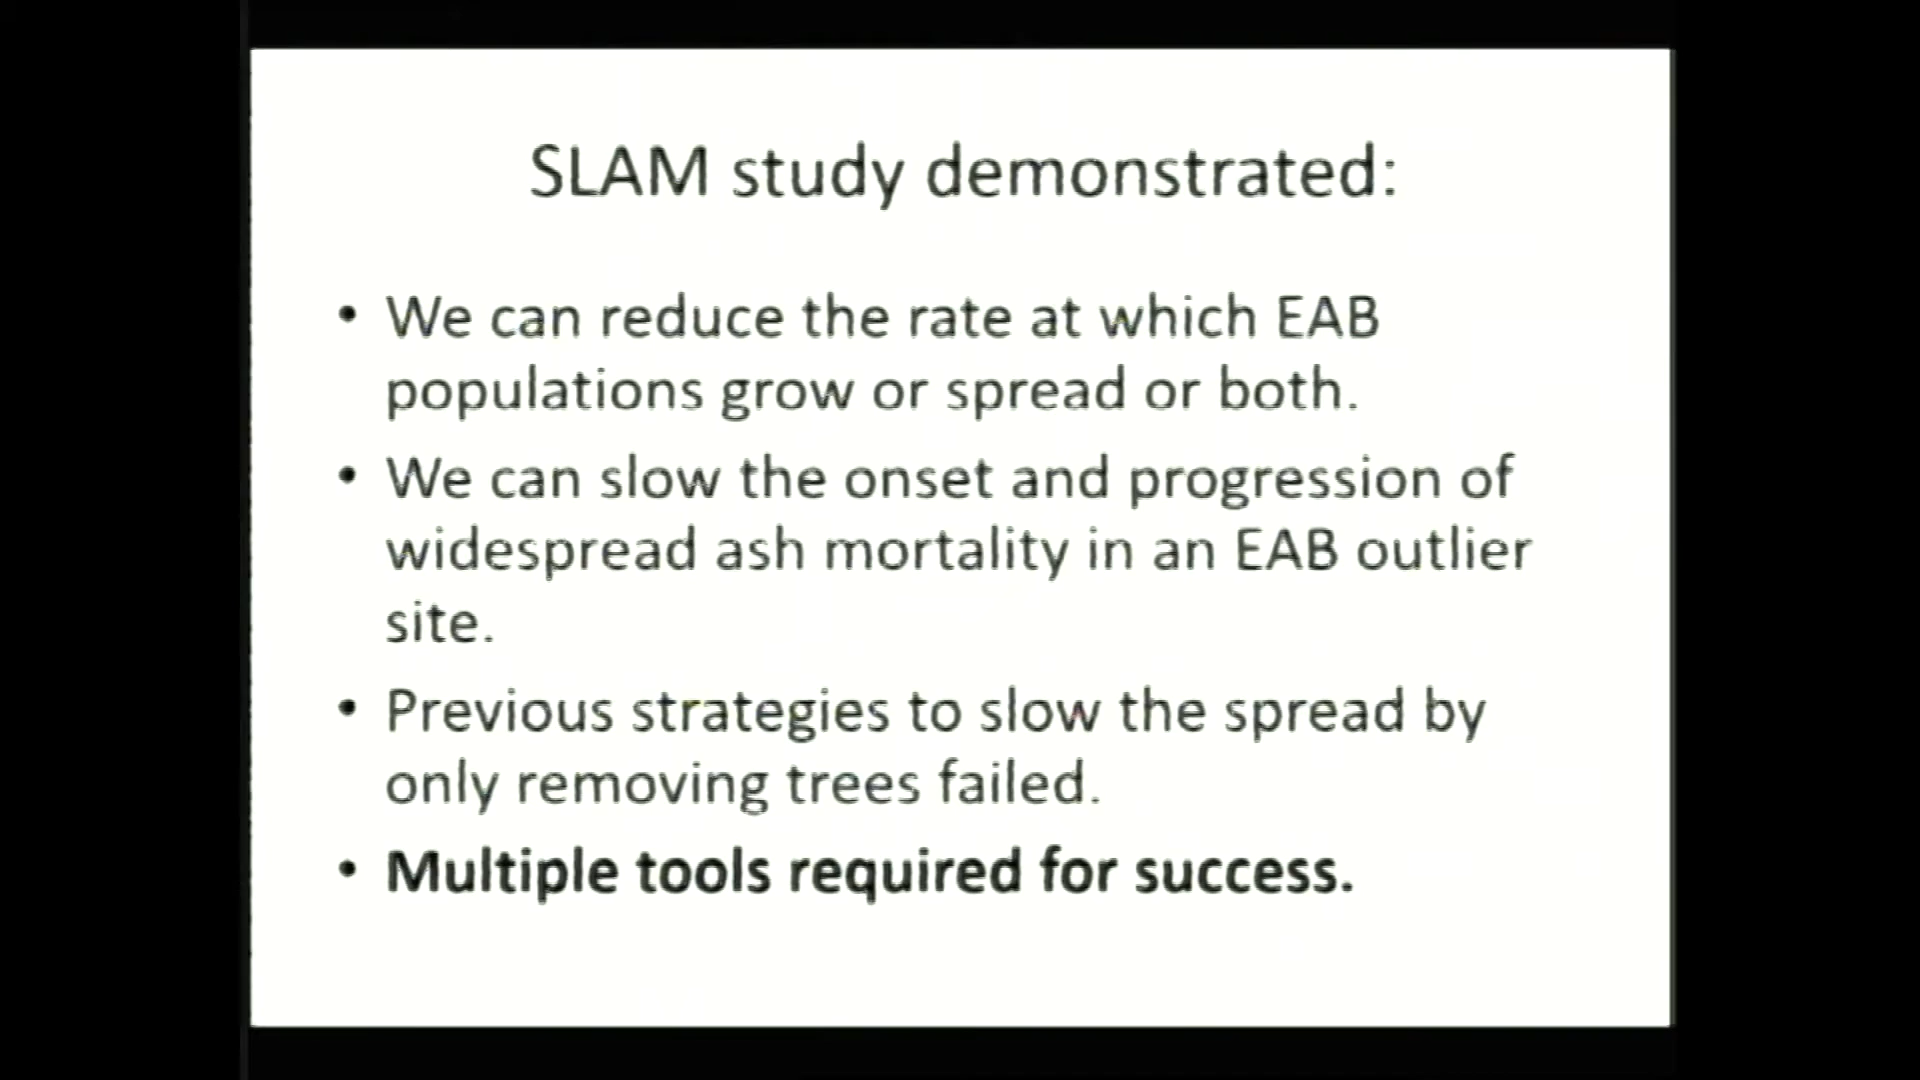 SLAM study demonstrated:
• We can reduce the rate at which EAB
populations grow or spread or both.
• We can slow the onset and progression of
widespread ash mortality in an EAB outlier
site.
• Previous strategies to slow the spread by
only removing trees failed.
• Multiple tools required for success.